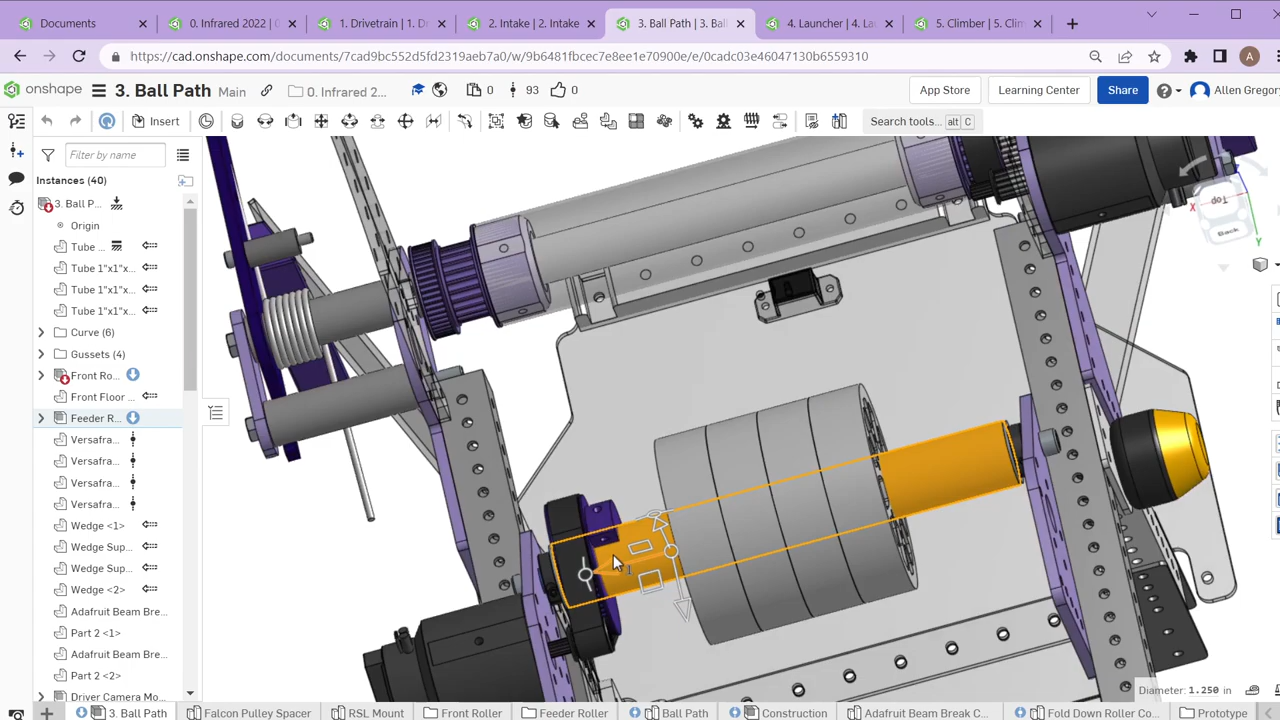 Documents
0. Infrared 2022 |
1. Drivetrain | 1. Dr
2. Intake | 2. Intake
3. Ball Path | 3. Bal
4. Launcher | 4. Lau
5. Climber | 5. Clim
https://cad.onshape.com/documents/7cad9bc552d5fd2319aeb7a0/w/9b6481fbcec7e8ee1e70900e/e/0cadc03e46047130b6559310
A
onshape
3. Ball Path Main
0. Infrared 2...
0
93
0
App Store
Learning Center
Share
Allen Gregory
Insert
Search tools...
alt
C
Filter by name
Instances (40)
3. Ball P...
Origin
Tube ...
Tube 1"x1"x...
Tube 1"x1"x...
Tube 1"x1"x...
Curve (6)
Gussets (4)
Front Ro...
Front Floor ...
Feeder R...
Versafra...
Versafra...
Versafra...
Versafra...
Wedge <1>
Wedge Sup...
Wedge Sup...
Wedge <2>
Adafruit Beam Bre...
Part 2 <1>
Adafruit Beam Bre...
Part 2 <2>
Driver Camera Mo...
Top
Back
X
Y
Diameter: 1.250 in
3. Ball Path
Falcon Pulley Spacer
RSL Mount
Front Roller
Feeder Roller
Ball Path
Construction
Adafruit Beam Break C...
Fold Down Roller Co...
Prototype